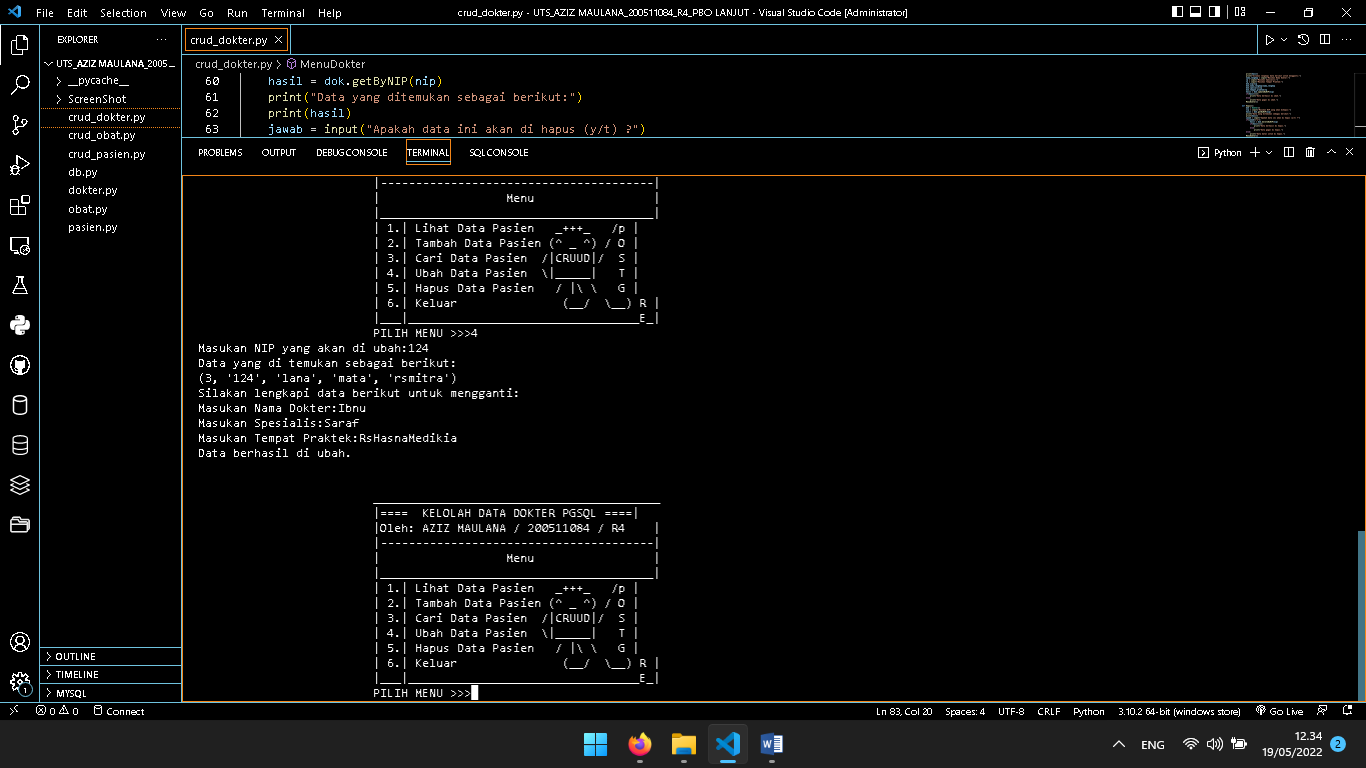 File Edit Selection View Go Run Terminal Help crud_dokter.py - UTS_AZIZ MAULANA_200511084_R4_PBO LANJUT - Visual Studio Code [Administrator]
EXPLORER ···
UTS_AZIZ MAULANA_2005...
__pycache__
ScreenShot
crud_dokter.py
crud_obat.py
crud_pasien.py
db.py
dokter.py
obat.py
pasien.py
OUTLINE
TIMELINE
MYSQL
crud_dokter.py
crud_dokter.py > MenuDokter
60 hasil = dok.getByNIP(nip)
61 print("Data yang ditemukan sebagai berikut:")
62 print(hasil)
63 jawab = input("Apakah data ini akan di hapus (y/t) ?")
PROBLEMS OUTPUT DEBUG CONSOLE TERMINAL SQL CONSOLE
Python
|---------------------------------------|
| Menu
|_______________________________________|
| 1.| Lihat Data Pasien _+++_ /p |
| 2.| Tambah Data Pasien (^ _ ^) / O |
| 3.| Cari Data Pasien /|CRUUD|/ S |
| 4.| Ubah Data Pasien \|_____| T |
| 5.| Hapus Data Pasien / |\ \ G |
| 6.| Keluar (__/ \__) R |
|___|_________________________________E_|
PILIH MENU >>>4
Masukan NIP yang akan di ubah:124
Data yang di temukan sebagai berikut:
(3, '124', 'lana', 'mata', 'rsmitra')
Silakan lengkapi data berikut untuk mengganti:
Masukan Nama Dokter:Ibnu
Masukan Spesialis:Saraf
Masukan Tempat Praktek:RsHasnaMedikia
Data berhasil di ubah.
_________________________________________
|==== KELOLAH DATA DOKTER PGSQL ====|
|Oleh: AZIZ MAULANA / 200511084 / R4 |
|---------------------------------------|
| Menu
|_______________________________________|
| 1.| Lihat Data Pasien _+++_ /p |
| 2.| Tambah Data Pasien (^ _ ^) / O |
| 3.| Cari Data Pasien /|CRUUD|/ S |
| 4.| Ubah Data Pasien \|_____| T |
| 5.| Hapus Data Pasien / |\ \ G |
| 6.| Keluar (__/ \__) R |
|___|_________________________________E_|
PILIH MENU >>>
1
0 0 Connect Ln 83, Col 20 Spaces: 4 UTF-8 CRLF Python 3.10.2 64-bit (windows store) Go Live
ENG 12.34
19/05/2022 2